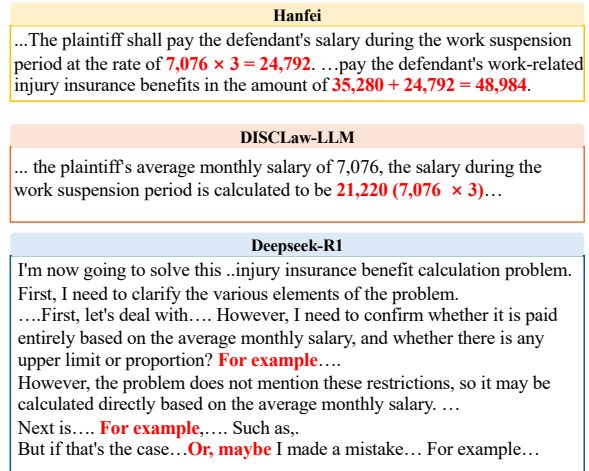 Hanfei
...The plaintiff shall pay the defendant's salary during the work suspension
period at the rate of 7,076 × 3 = 24,792. …pay the defendant's work-related
injury insurance benefits in the amount of 35,280 + 24,792 = 48,984.
DISCLaw-LLM
... the plaintiff's average monthly salary of 7,076, the salary during the
work suspension period is calculated to be 21,220 (7,076 × 3)…
Deepseek-R1
I'm now going to solve this ..injury insurance benefit calculation problem.
First, I need to clarify the various elements of the problem.
….First, let's deal with…. However, I need to confirm whether it is paid
entirely based on the average monthly salary, and whether there is any
upper limit or proportion? For example….
However, the problem does not mention these restrictions, so it may be
calculated directly based on the average monthly salary. …
Next is…. For example,…. Such as,.
But if that's the case…Or, maybe I made a mistake… For example…